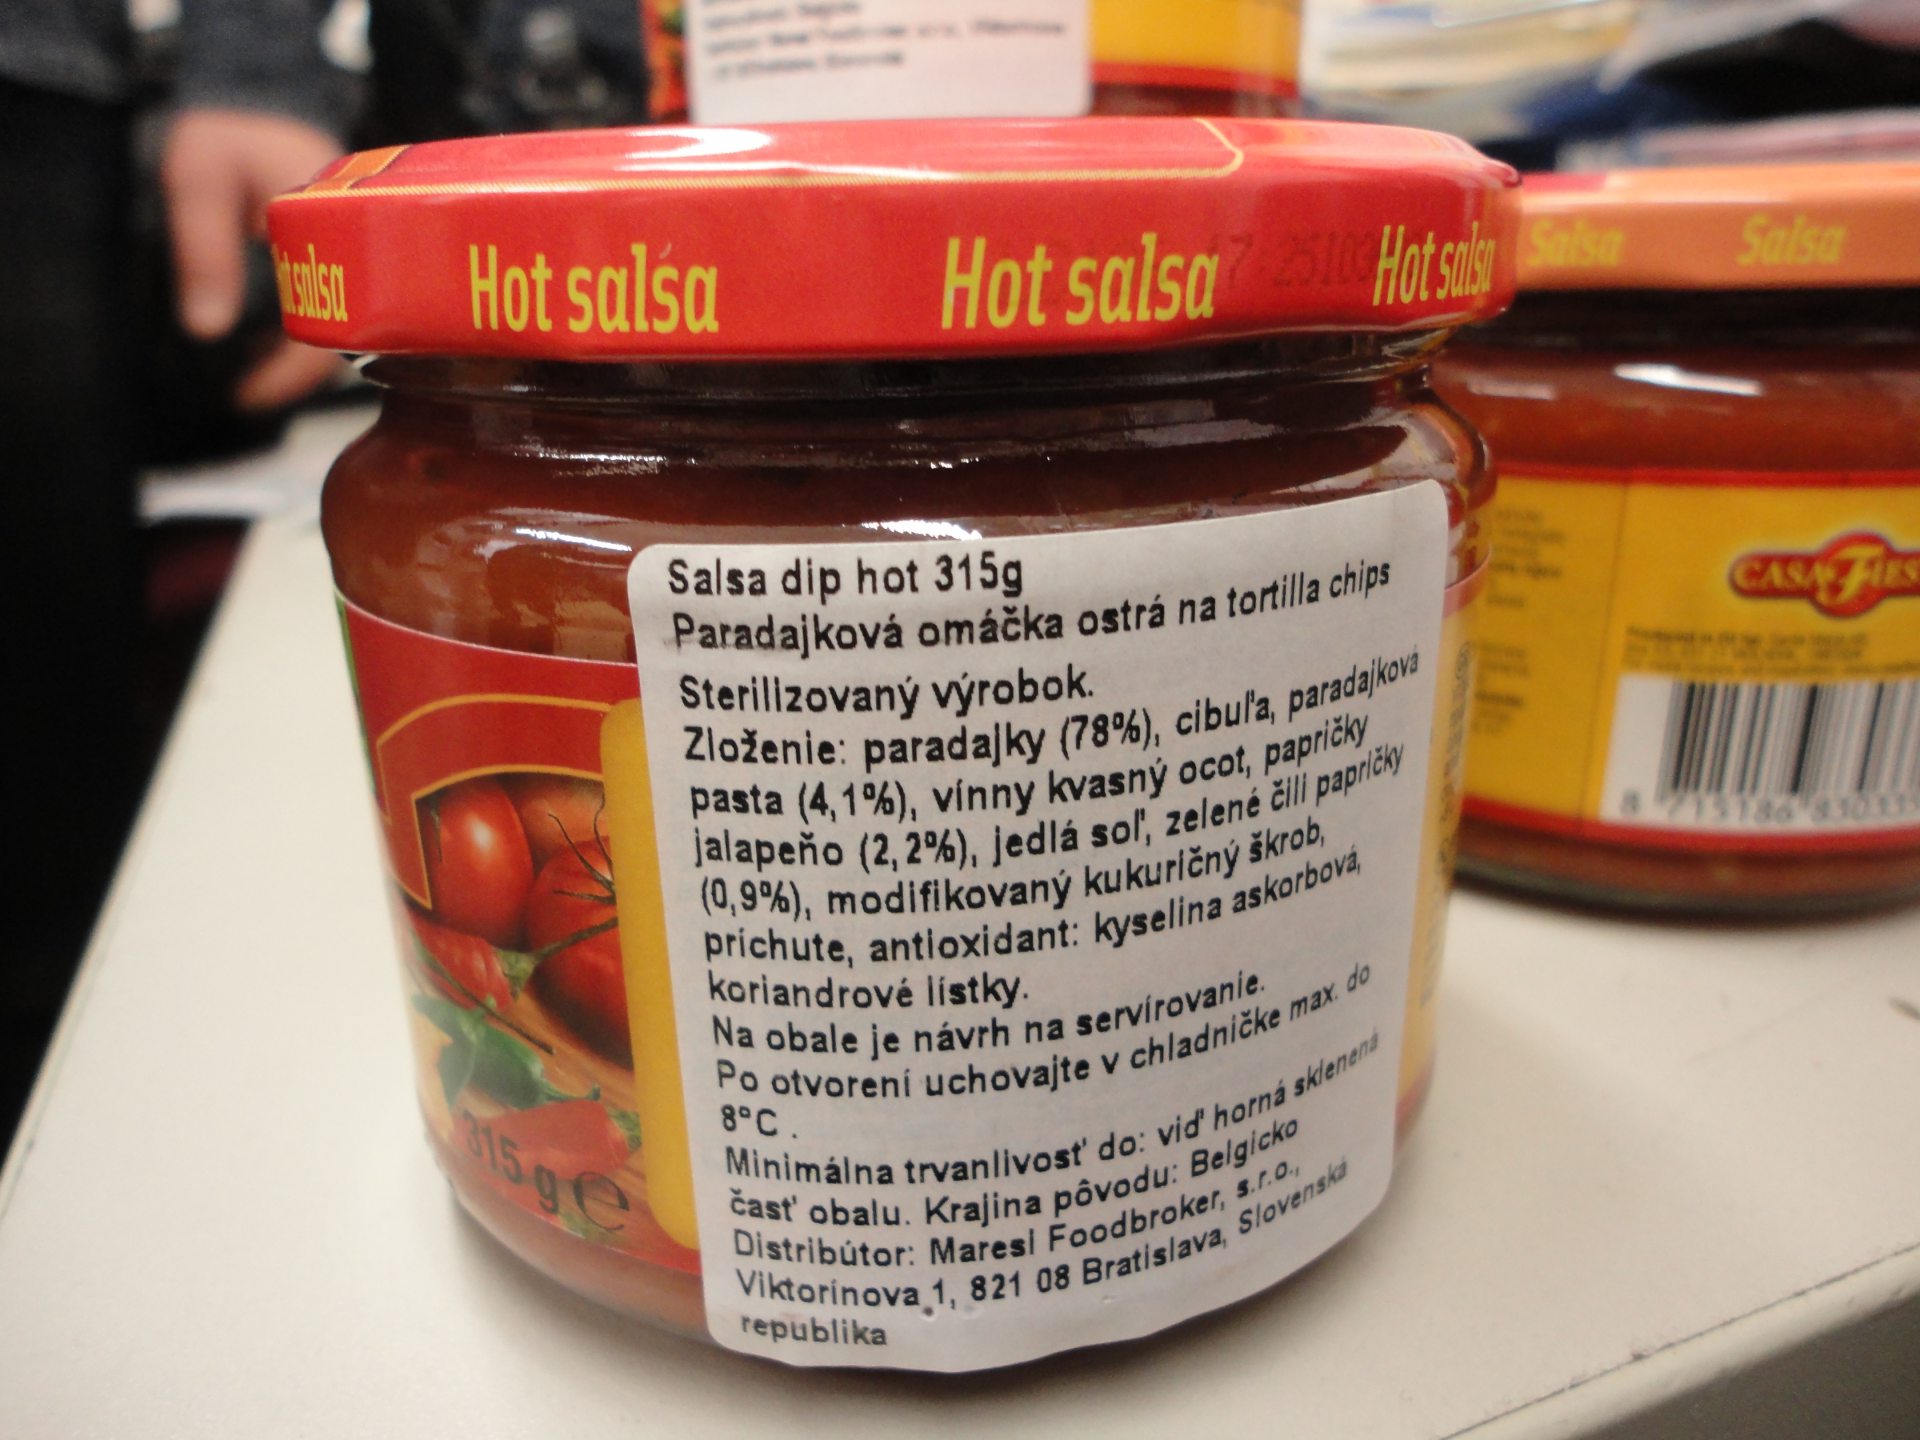 Hot salsa
Hot salsa
Hot salsa
Salsa
Salsa
Salsa dip hot 315g
Paradajková omáčka ostrá na tortilla chips
Sterilizovaný výrobok.
Zloženie: paradajky (78%), cibuľa, paradajková
pasta (4,1%), vínny kvasný ocot, papričky
jalapeňo (2,2%), jedlá soľ, zelené čili papričky
(0,9%), modifikovaný kukuričný škrob,
príchute, antioxidant: kyselina askorbová,
koriandrové lístky.
Na obale je návrh na servírovanie.
Po otvorení uchovajte v chladničke max. do
8°C .
Minimálna trvanlivosť do: viď horná sklenená
časť obalu. Krajina pôvodu: Belgicko
Distribútor: Maresi Foodbroker, s.r.o.,
Viktorínova 1, 821 08 Bratislava, Slovenská
republika
315 g e
CASA